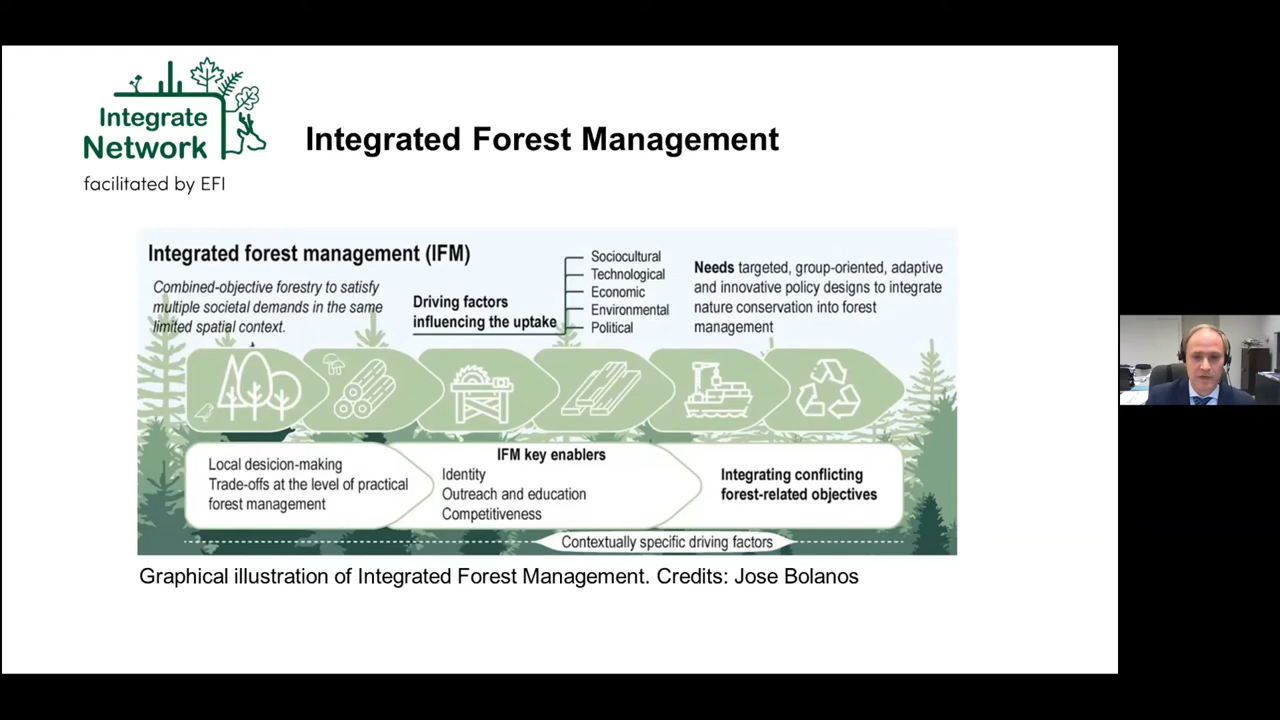 Integrate
Network
facilitated by EFI
Integrated Forest Management
Integrated forest management (IFM)
Combined-objective forestry to satisfy
multiple societal demands in the same
limited spatial context.
Driving factors
influencing the uptake
Sociocultural
Technological
Economic
Environmental
Political
Needs targeted, group-oriented, adaptive
and innovative policy designs to integrate
nature conservation into forest
management
Local desicion-making
Trade-offs at the level of practical
forest management
IFM key enablers
Identity
Outreach and education
Competitiveness
Integrating conflicting
forest-related objectives
Contextually specific driving factors
Graphical illustration of Integrated Forest Management. Credits: Jose Bolanos